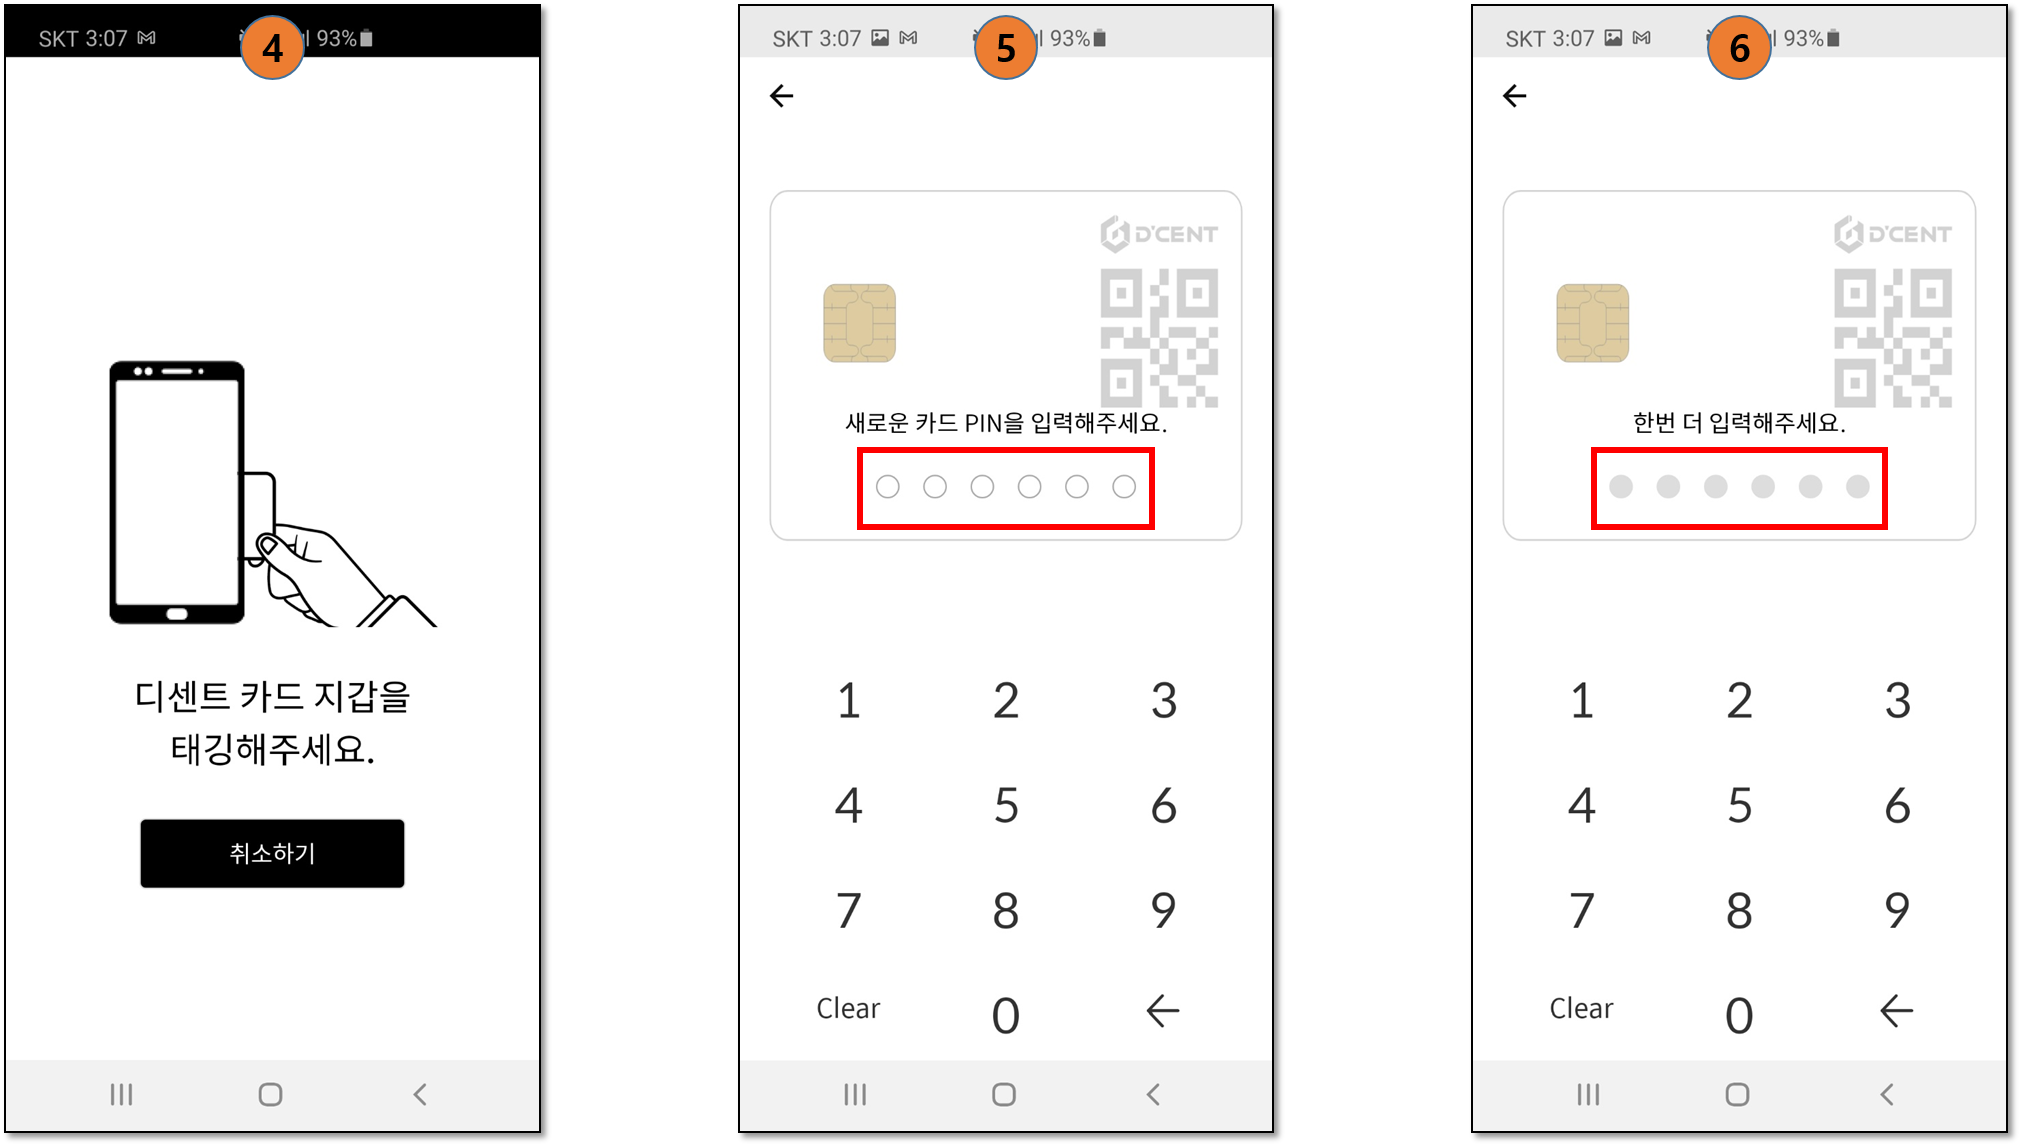 SKT 3:07
4
93%
디센트 카드 지갑을
태깅해주세요.
취소하기
SKT 3:07
5
93%
D'CENT
새로운 카드 PIN을 입력해주세요.
1 2 3
4 5 6
7 8 9
Clear 0
SKT 3:07
6
93%
D'CENT
한번 더 입력해주세요.
1 2 3
4 5 6
7 8 9
Clear 0